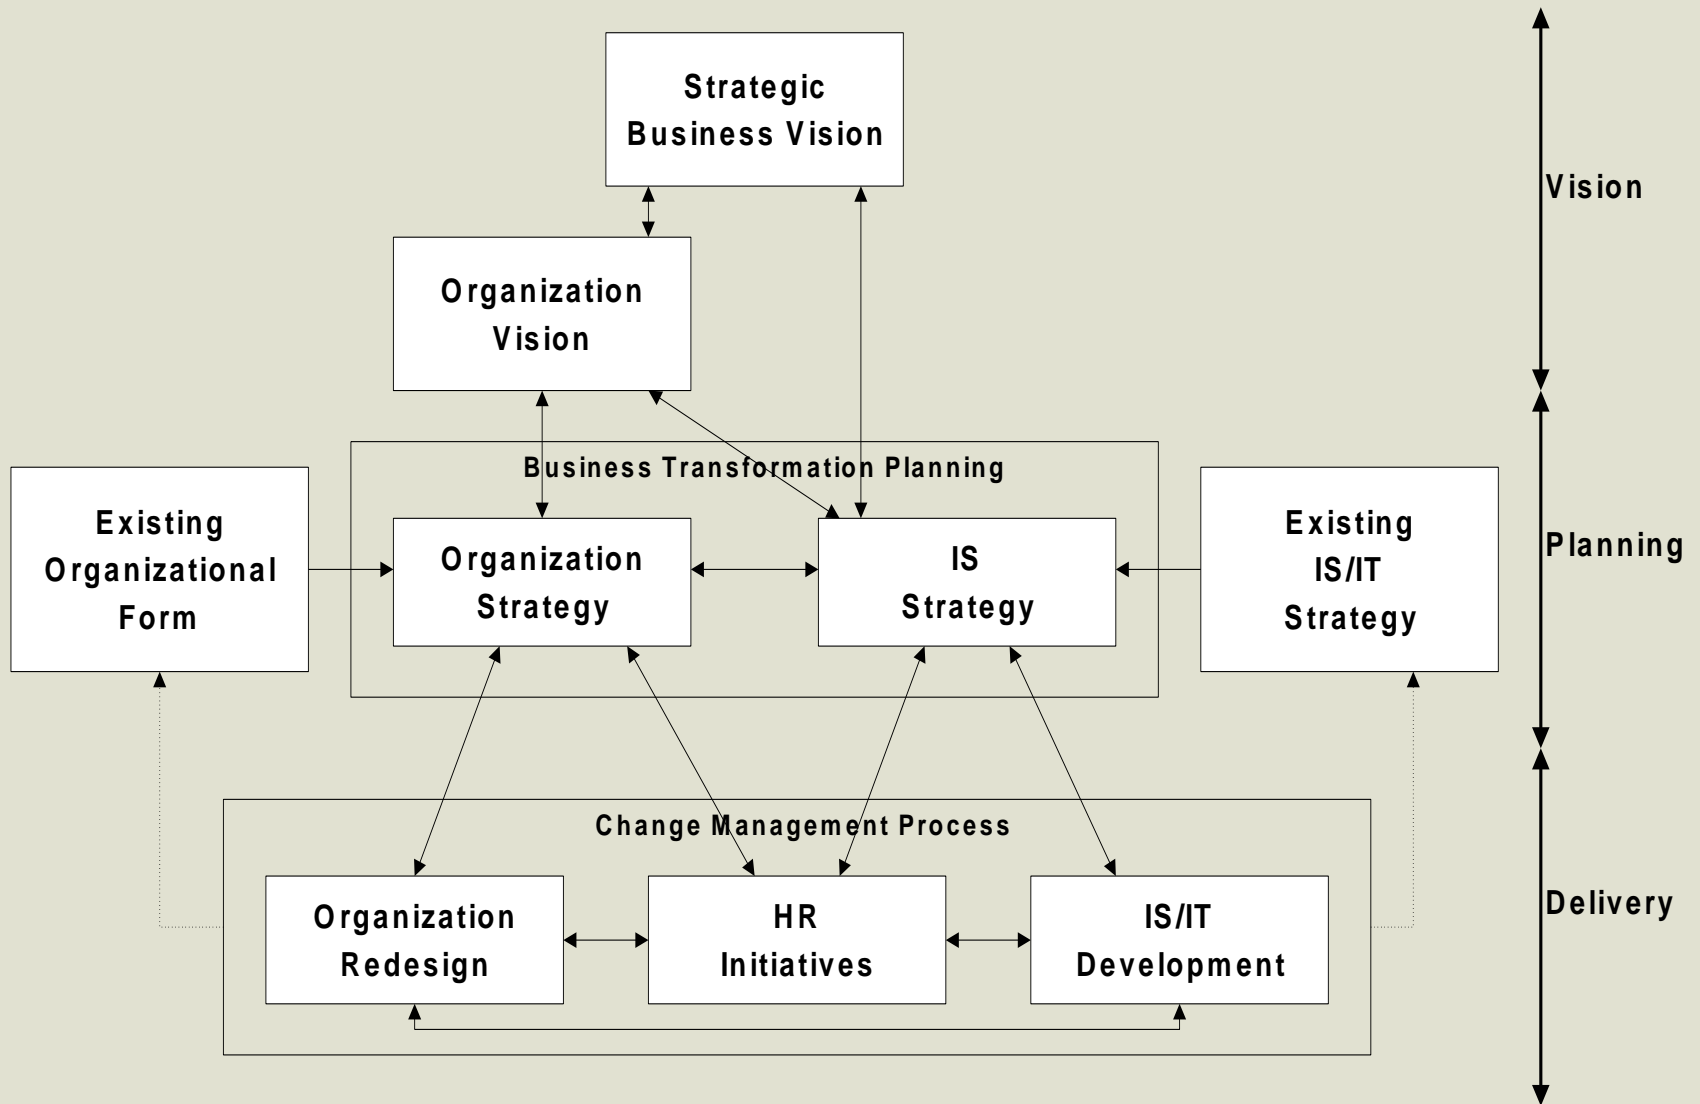 Strategic
Business Vision
Vision
Organization
Vision
Business Transformation Planning
Existing
Organizational
Form
Organization
Strategy
IS
Strategy
Existing
IS/IT
Strategy
Planning
Change Management Process
Organization
Redesign
HR
Initiatives
IS/IT
Development
Delivery